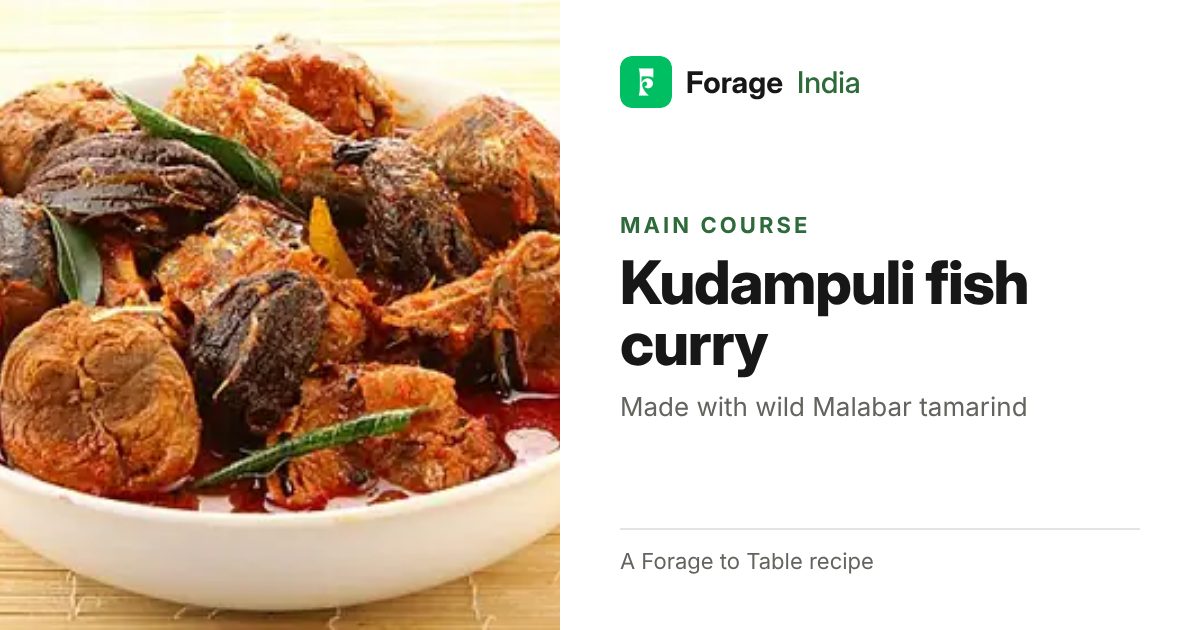 Forage India
MAIN COURSE
Kudampuli fish
curry
Made with wild Malabar tamarind
A Forage to Table recipe